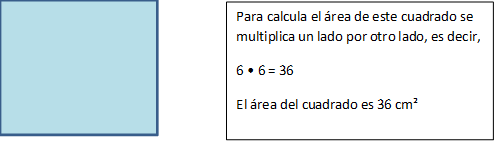 Para calcula el área de este cuadrado se
multiplica un lado por otro lado, es decir,
6 • 6 = 36
El área del cuadrado es 36 cm²